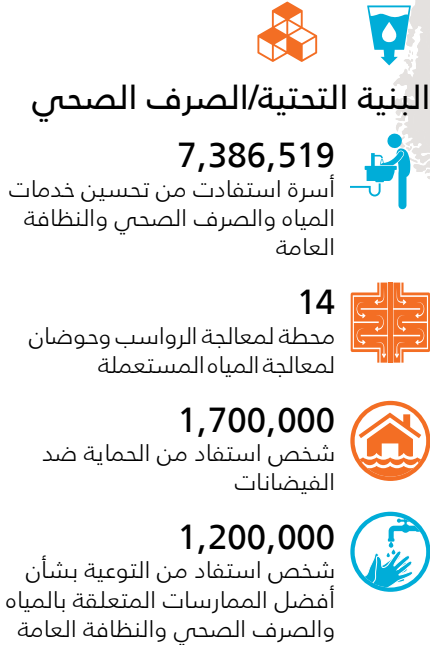 البنية التحتية/الصرف الصحي
7,386,519
أسرة استفادت من تحسين خدمات
المياه والصرف الصحي والنظافة
العامة
14
محطة لمعالجة الرواسب وحوضان
لمعالجة المياه المستعملة
1,700,000
شخص استفاد من الحماية ضد
الفيضانات
1,200,000
شخص استفاد من التوعية بشأن
أفضل الممارسات المتعلقة بالمياه
والصرف الصحي والنظافة العامة